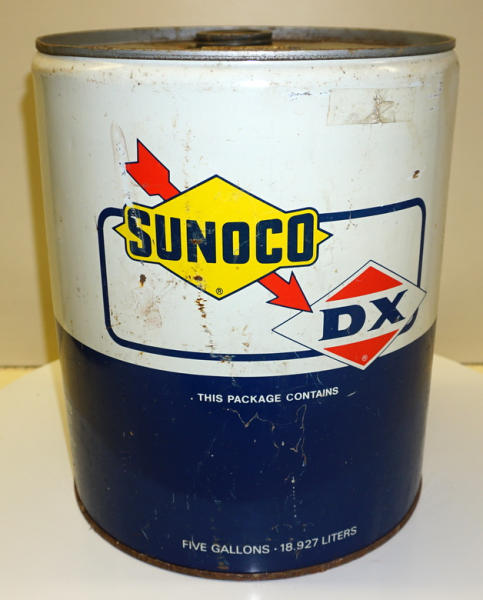 SUNOCO
®
DX
®
THIS PACKAGE CONTAINS
FIVE GALLONS · 18.927 LITERS